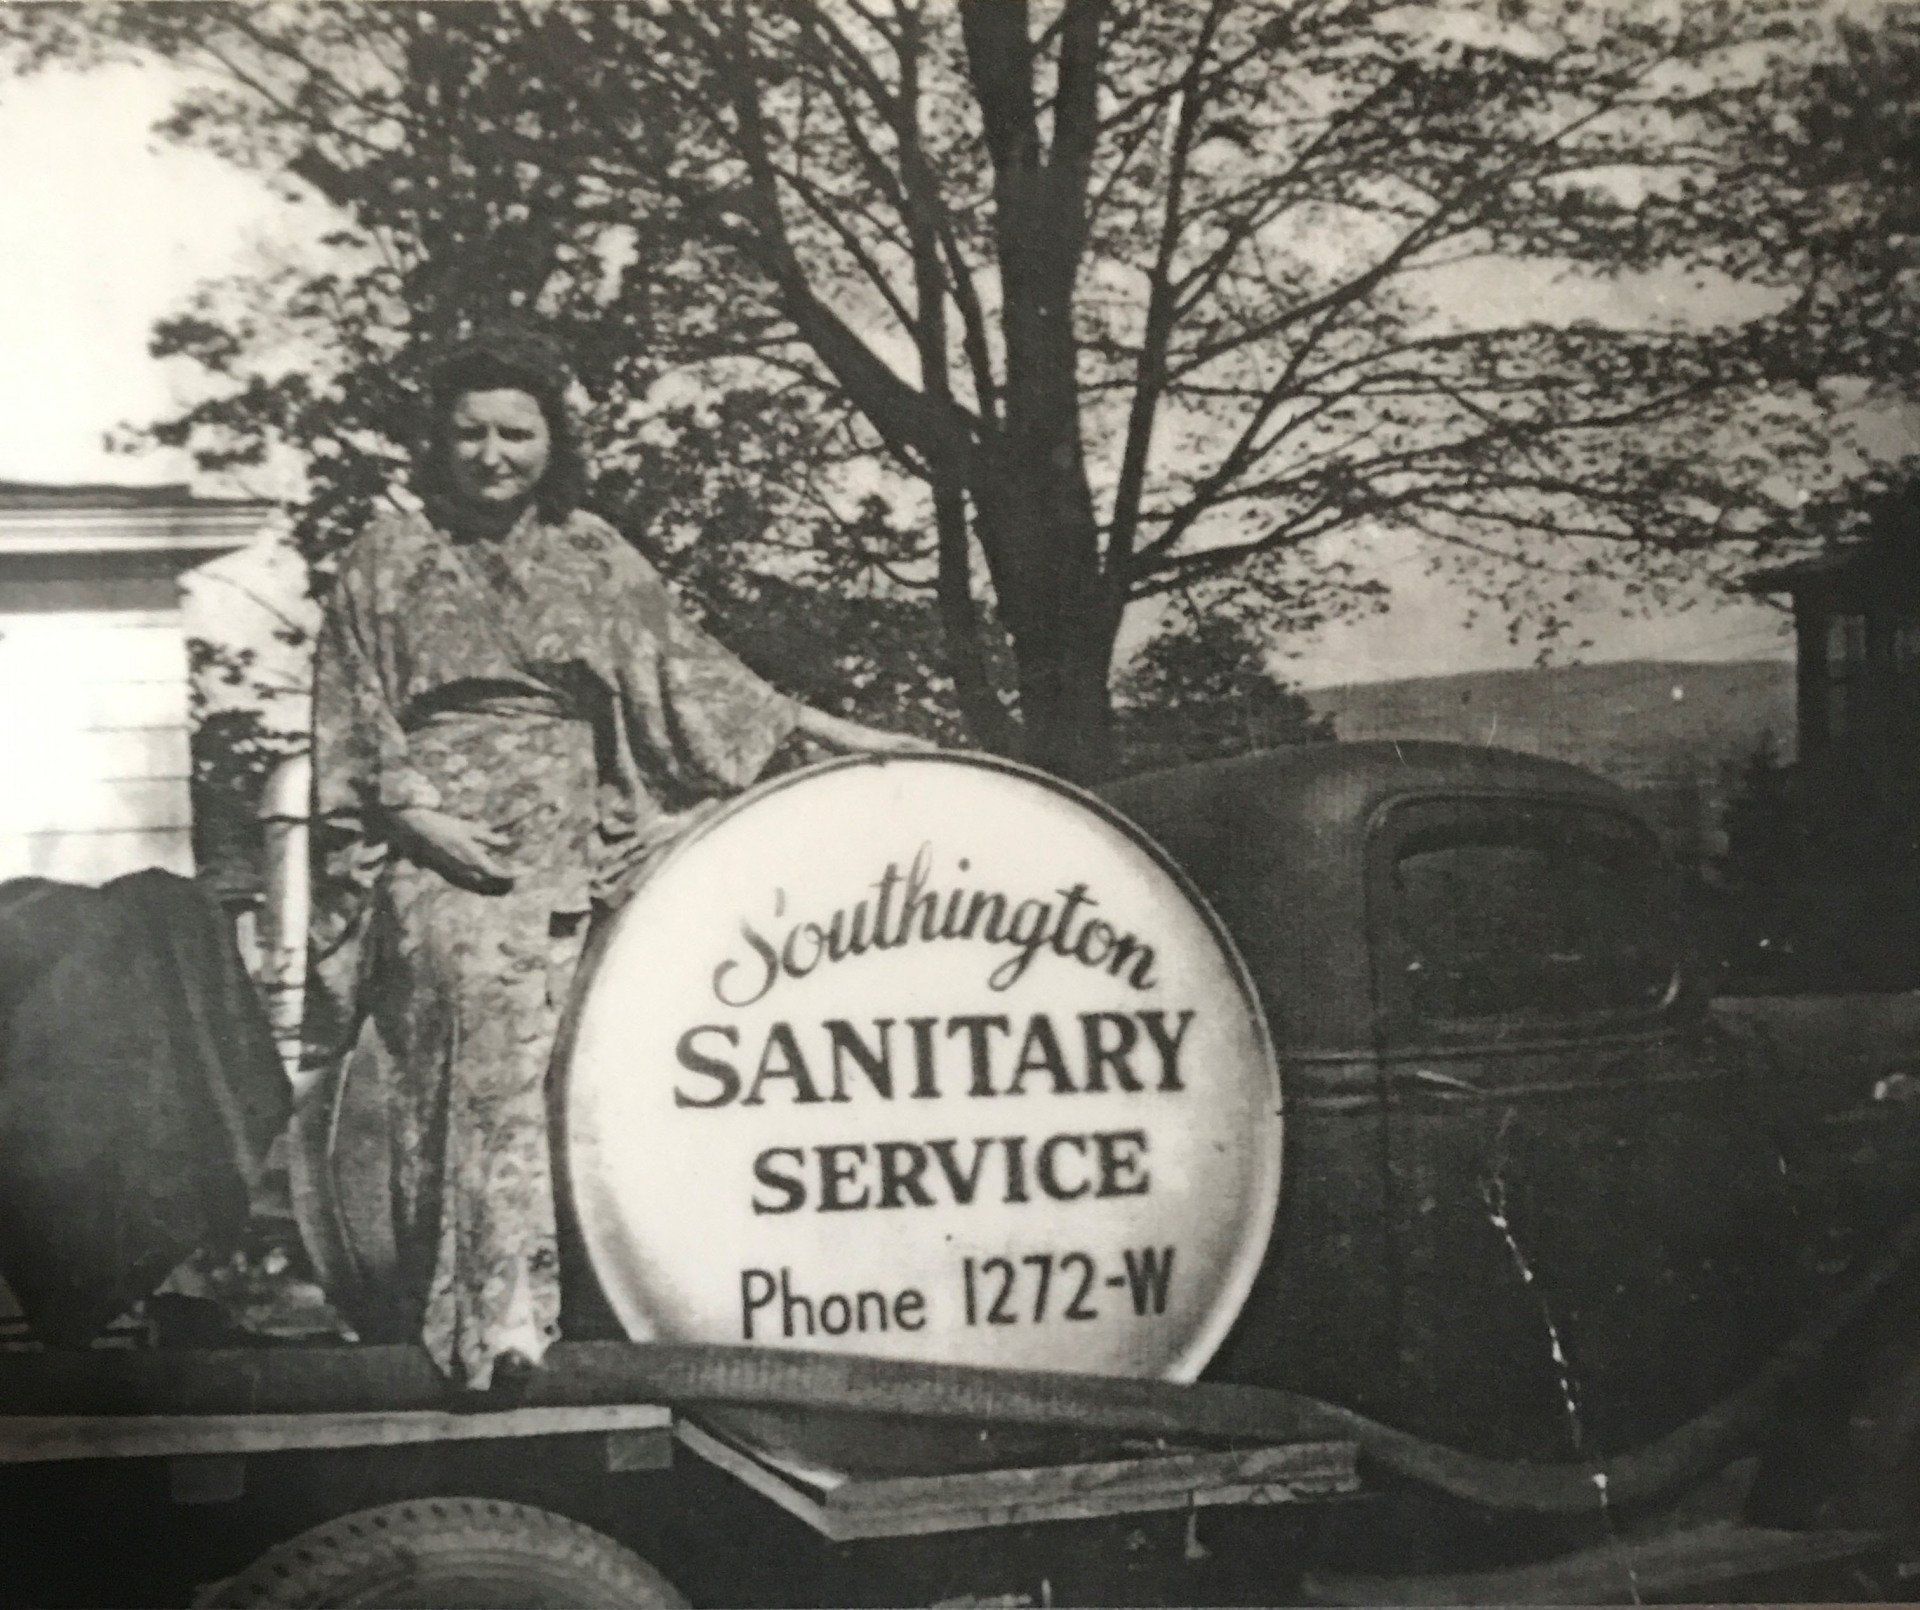 Southington
SANITARY
SERVICE
Phone 1272-W